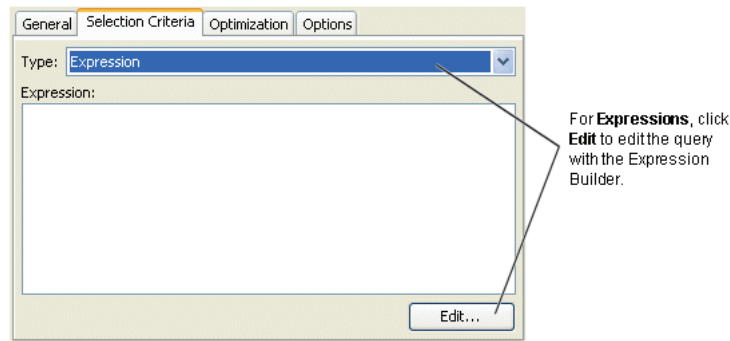 General Selection Criteria Optimization Options
Type: Expression
Expression:
For Expressions, click
Edit to edit the query
with the Expression
Builder.
Edit...